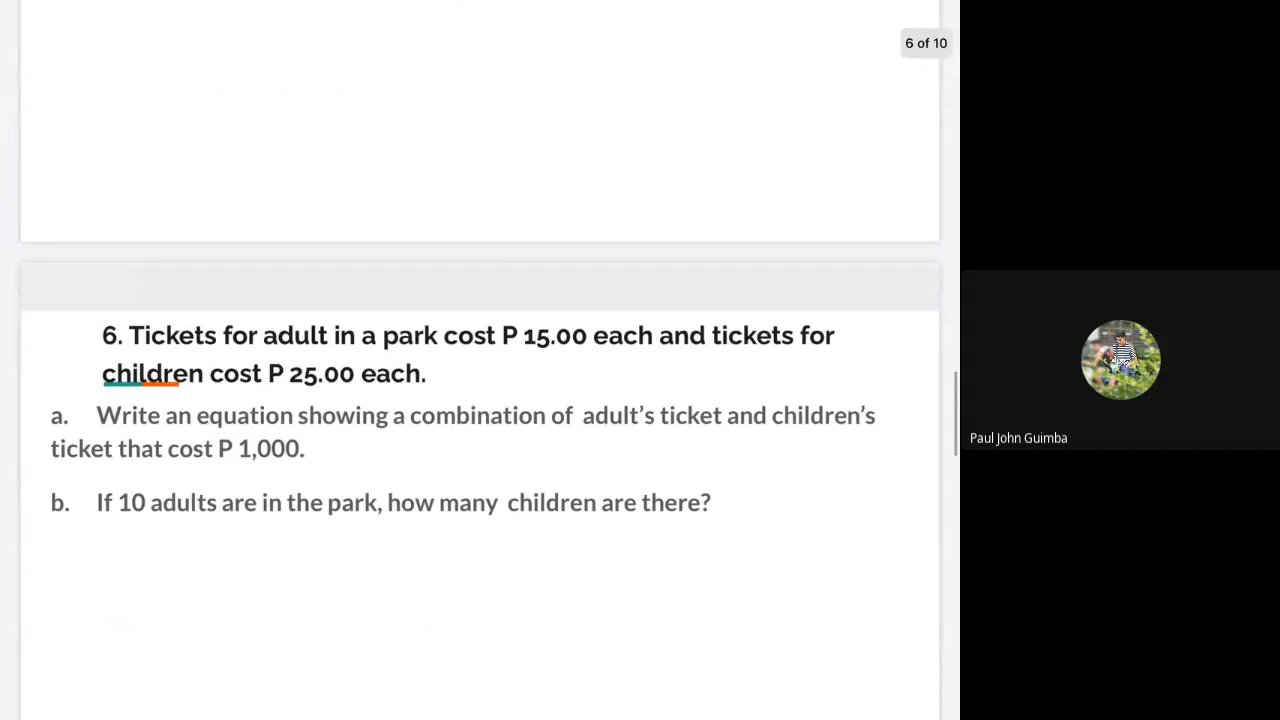 6 of 10
6. Tickets for adult in a park cost P 15.00 each and tickets for
children cost P 25.00 each.
a. Write an equation showing a combination of adult’s ticket and children’s
ticket that cost P 1,000.
b. If 10 adults are in the park, how many children are there?
Paul John Guimba